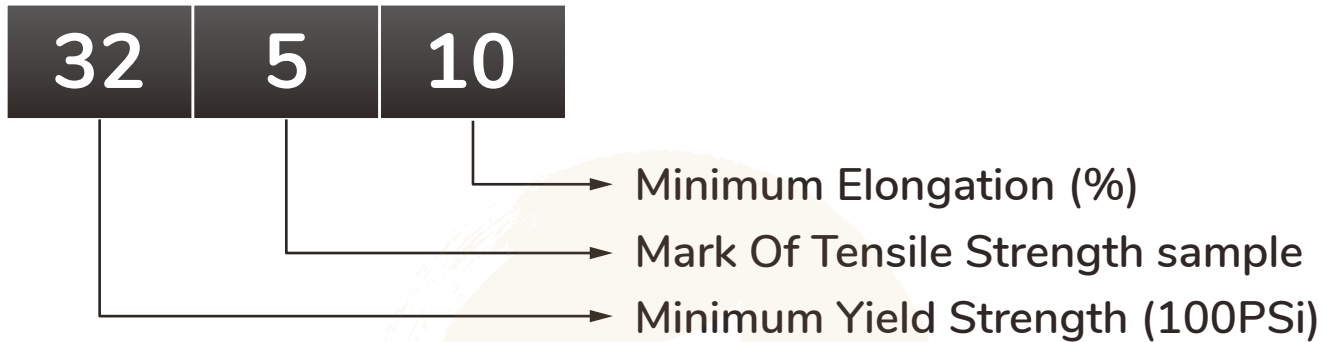 32 5 10
Minimum Elongation (%)
Mark Of Tensile Strength sample
Minimum Yield Strength (100PSi)